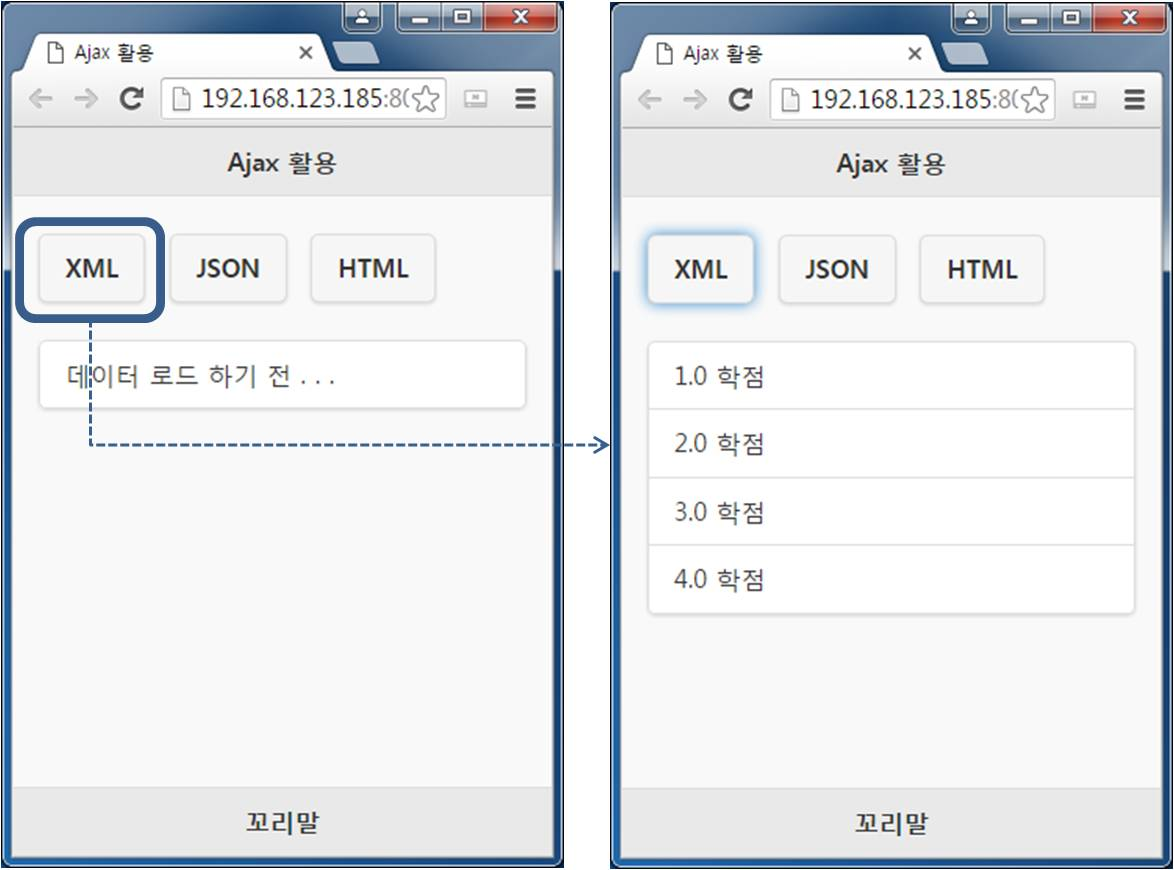 Ajax 활용
192.168.123.185:8
Ajax 활용
XML JSON HTML
데이터 로드 하기 전 . . .
꼬리말
Ajax 활용
192.168.123.185:8
Ajax 활용
XML JSON HTML
1.0 학점
2.0 학점
3.0 학점
4.0 학점
꼬리말